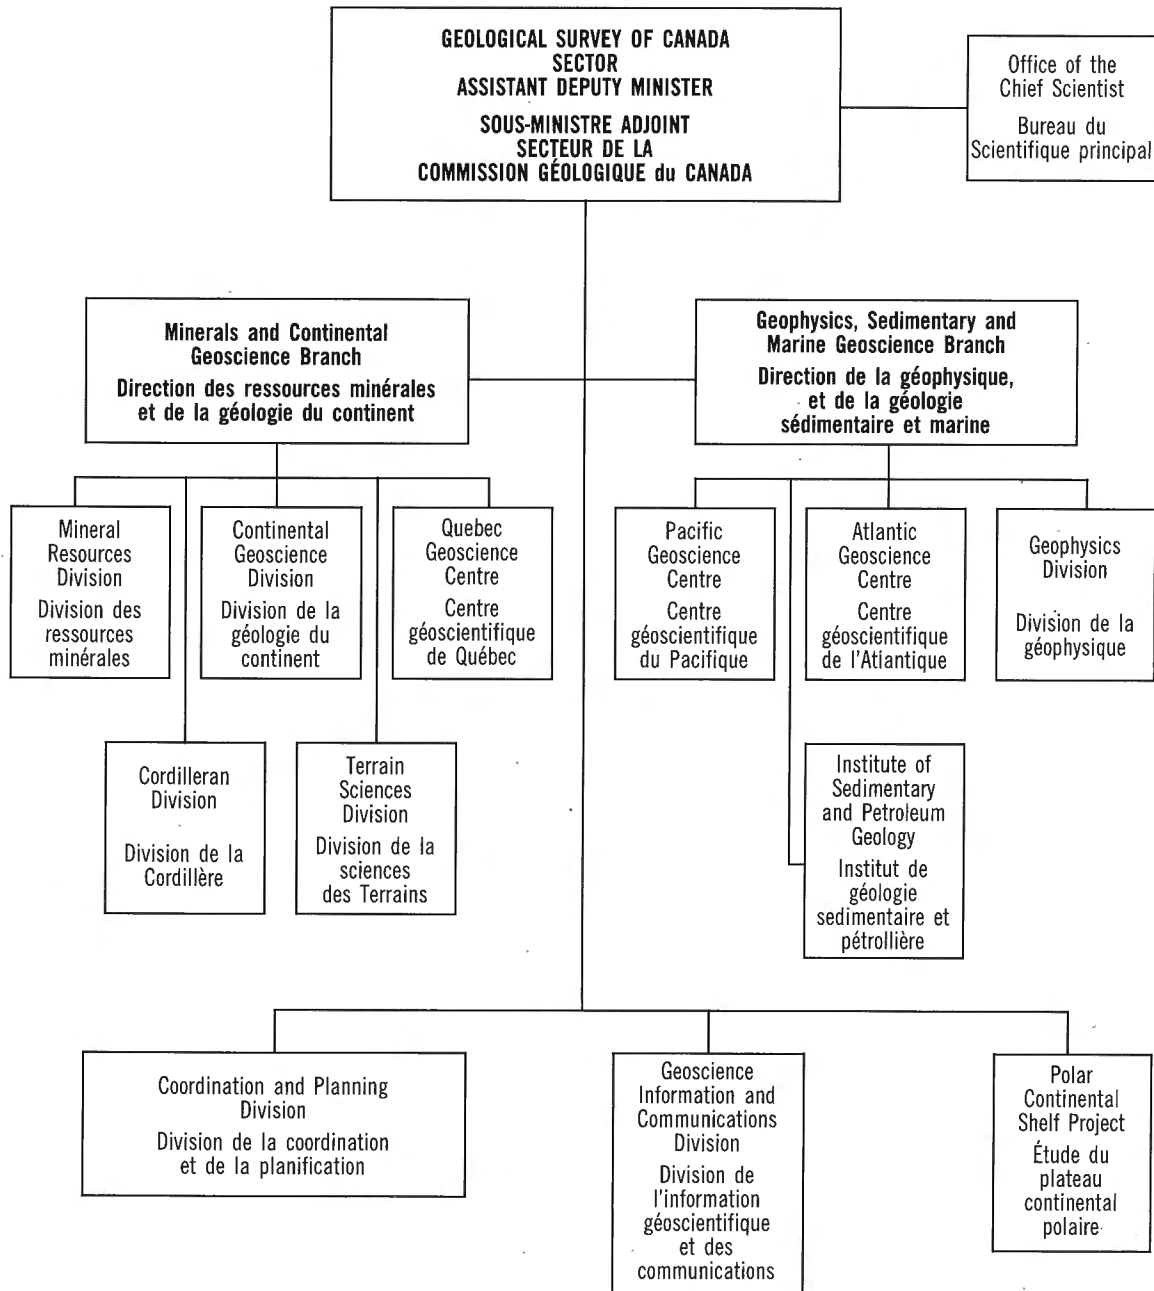 GEOLOGICAL SURVEY OF CANADA
SECTOR
ASSISTANT DEPUTY MINISTER
SOUS-MINISTRE ADJOINT
SECTEUR DE LA
COMMISSION GÉOLOGIQUE du CANADA
Office of the
Chief Scientist
Bureau du
Scientifique principal
Minerals and Continental
Geoscience Branch
Direction des ressources minérales
et de la géologie du continent
Geophysics, Sedimentary and
Marine Geoscience Branch
Direction de la géophysique,
et de la géologie
sédimentaire et marine
Mineral
Resources
Division
Division des
ressources
minérales
Continental
Geoscience
Division
Division de la
géologie du
continent
Quebec
Geoscience
Centre
Centre
géoscientifique
de Québec
Pacific
Geoscience
Centre
Centre
géoscientifique
du Pacifique
Atlantic
Geoscience
Centre
Centre
géoscientifique
de l'Atlantique
Geophysics
Division
Division de la
géophysique
Cordilleran
Division
Division de la
Cordillère
Terrain
Sciences
Division
Division de la
sciences
des Terrains
Institute of
Sedimentary
and Petroleum
Geology
Institut de
géologie
sedimentaire et
pétrollière
Coordination and Planning
Division
Division de la coordination
et de la planification
Geoscience
Information and
Communications
Division
Division de
l'information
géoscientifique
et des
communications
Polar
Continental
Shelf Project
Étude du
plateau
continental
polaire